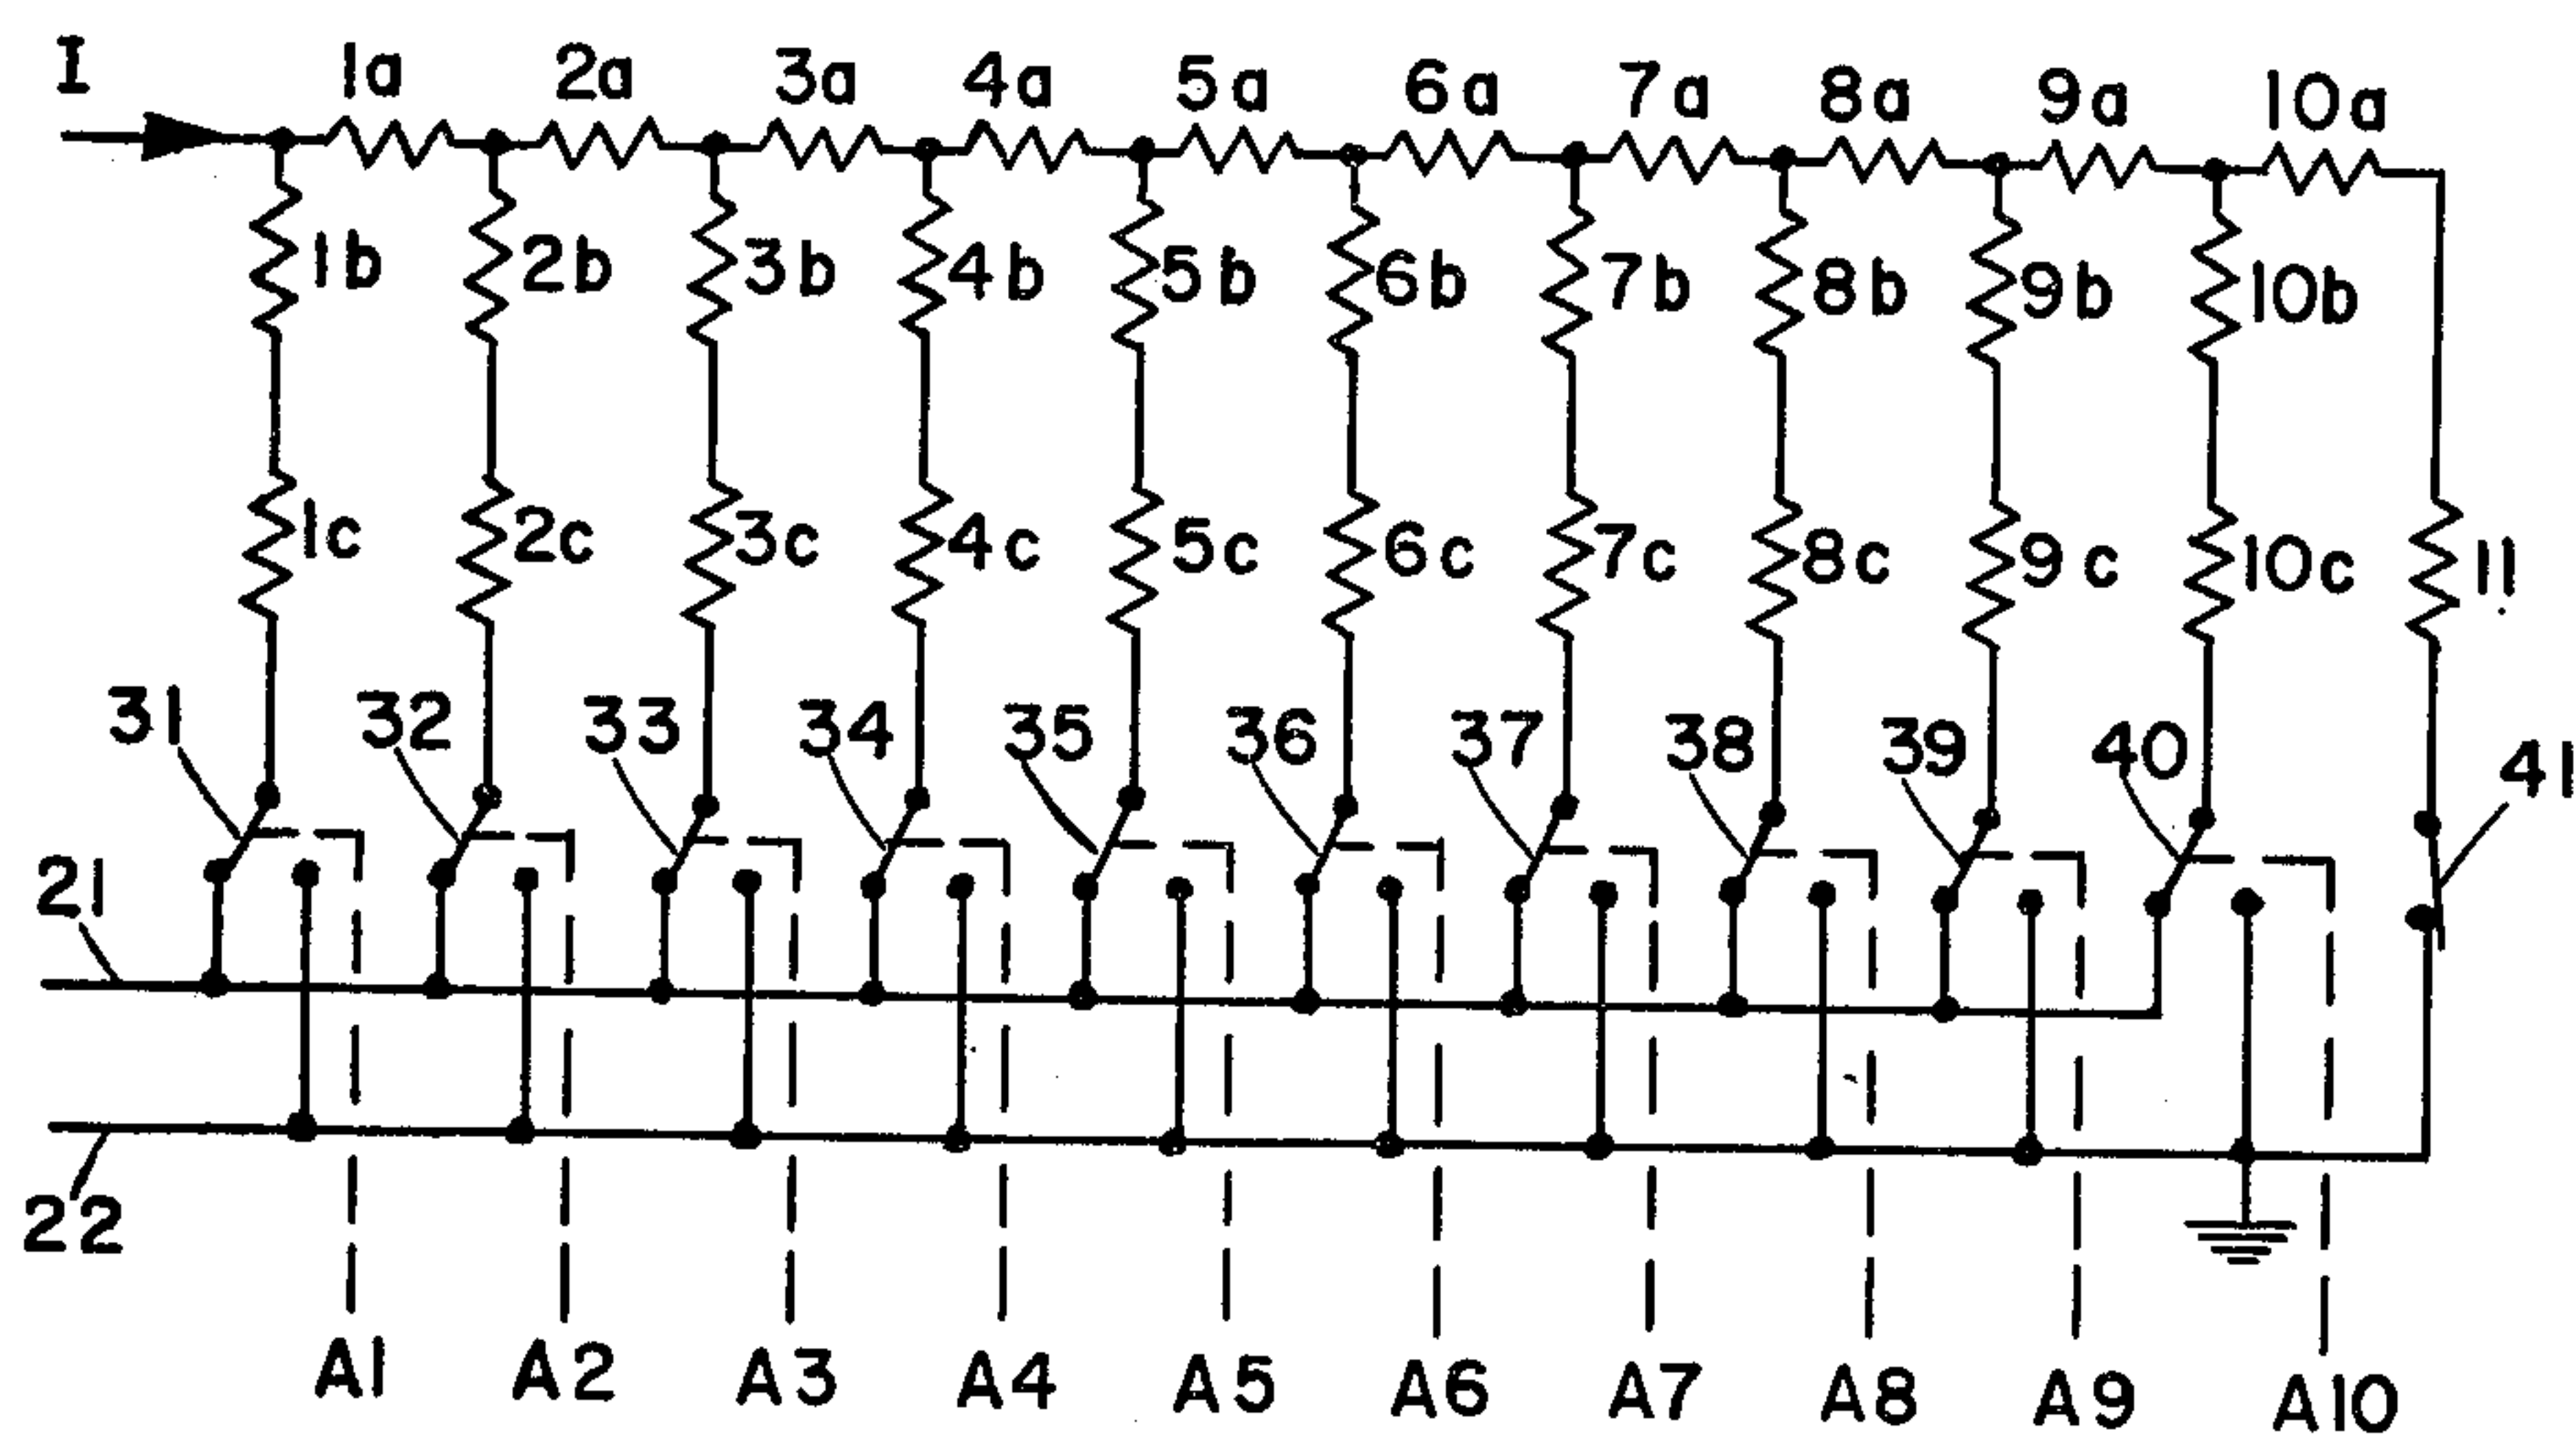 I 1a 2a 3a 4a 5a 6a 7a 8a 9a 10a
1b 2b 3b 4b 5b 6b 7b 8b 9b 10b
1c 2c 3c 4c 5c 6c 7c 8c 9c 10c 11
31 32 33 34 35 36 37 38 39 40 41
21
22
A1 A2 A3 A4 A5 A6 A7 A8 A9 A10